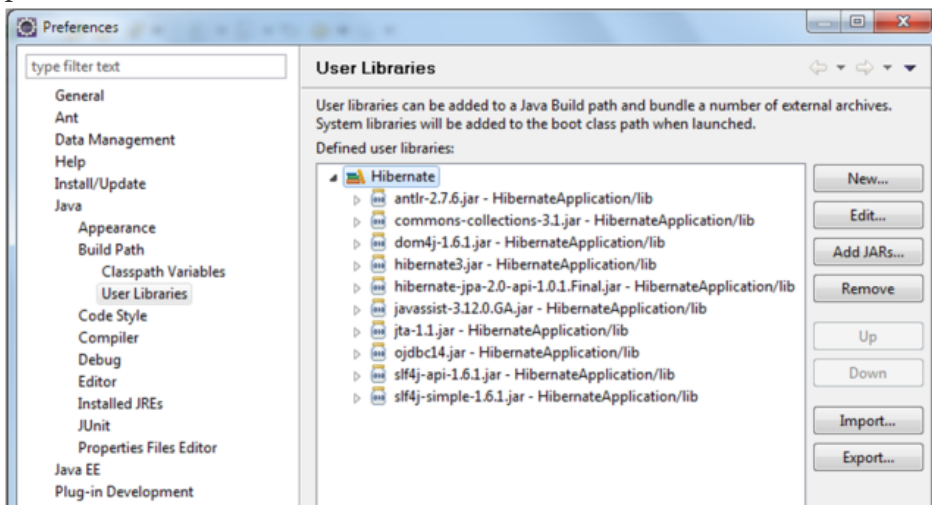 Preferences
type filter text
General
Ant
Data Management
Help
Install/Update
Java
Appearance
Build Path
Classpath Variables
User Libraries
Code Style
Compiler
Debug
Editor
Installed JREs
JUnit
Properties Files Editor
Java EE
Plug-in Development
User Libraries
User libraries can be added to a Java Build path and bundle a number of external archives.
System libraries will be added to the boot class path when launched.
Defined user libraries:
Hibernate
antlr-2.7.6.jar - HibernateApplication/lib
commons-collections-3.1.jar - HibernateApplication/lib
dom4j-1.6.1.jar - HibernateApplication/lib
hibernate3.jar - HibernateApplication/lib
hibernate-jpa-2.0-api-1.0.1.Final.jar - HibernateApplication/lib
javassist-3.12.0.GA.jar - HibernateApplication/lib
jta-1.1.jar - HibernateApplication/lib
ojdbc14.jar - HibernateApplication/lib
slf4j-api-1.6.1.jar - HibernateApplication/lib
slf4j-simple-1.6.1.jar - HibernateApplication/lib
New...
Edit...
Add JARs...
Remove
Up
Down
Import...
Export...